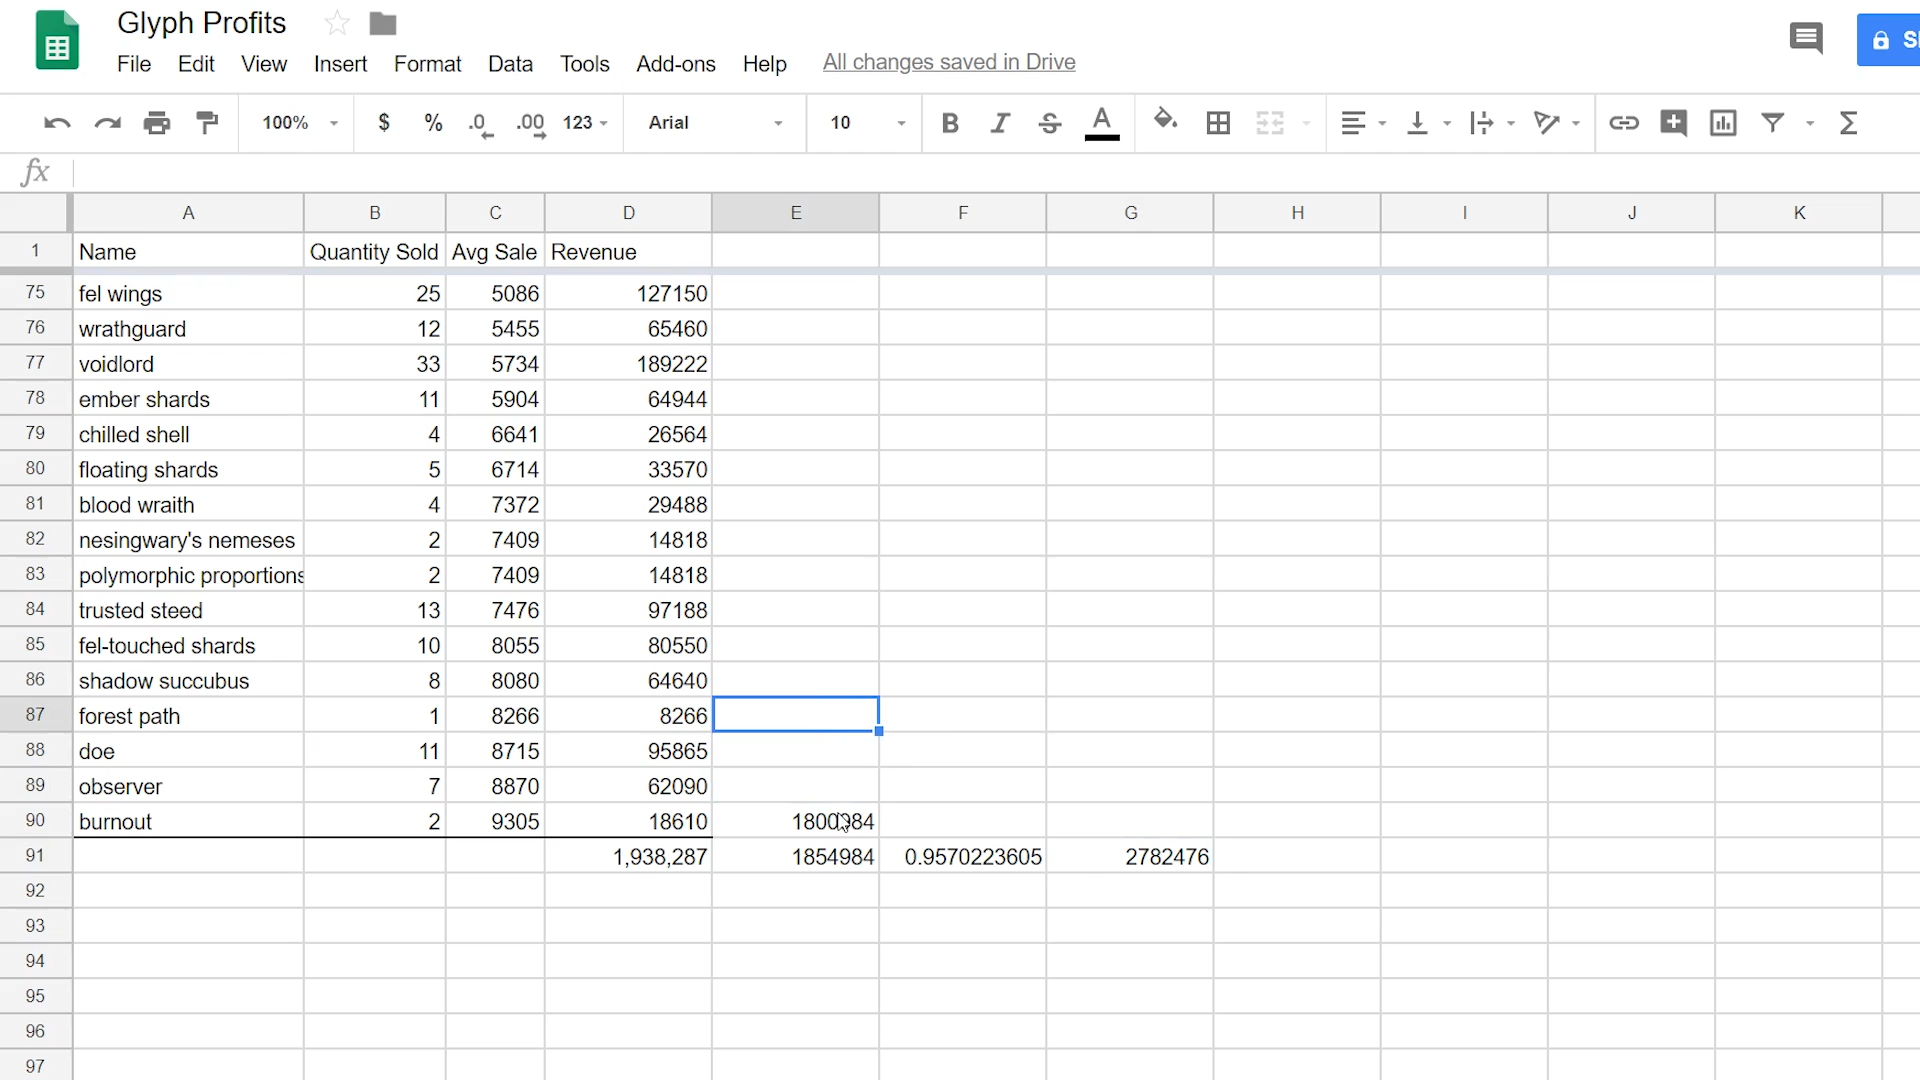 Glyph Profits
File Edit View Insert Format Data Tools Add-ons Help All changes saved in Drive
100% $ % .0 .00 123 Arial 10 B I S A Σ
fx
A B C D E F G H I J K
1 Name Quantity Sold Avg Sale Revenue
75 fel wings 25 5086 127150
76 wrathguard 12 5455 65460
77 voidlord 33 5734 189222
78 ember shards 11 5904 64944
79 chilled shell 4 6641 26564
80 floating shards 5 6714 33570
81 blood wraith 4 7372 29488
82 nesingwary's nemeses 2 7409 14818
83 polymorphic proportions 2 7409 14818
84 trusted steed 13 7476 97188
85 fel-touched shards 10 8055 80550
86 shadow succubus 8 8080 64640
87 forest path 1 8266 8266
88 doe 11 8715 95865
89 observer 7 8870 62090
90 burnout 2 9305 18610
91 1,938,287 1854984 0.9570223605 2782476
92
93
94
95
96
97